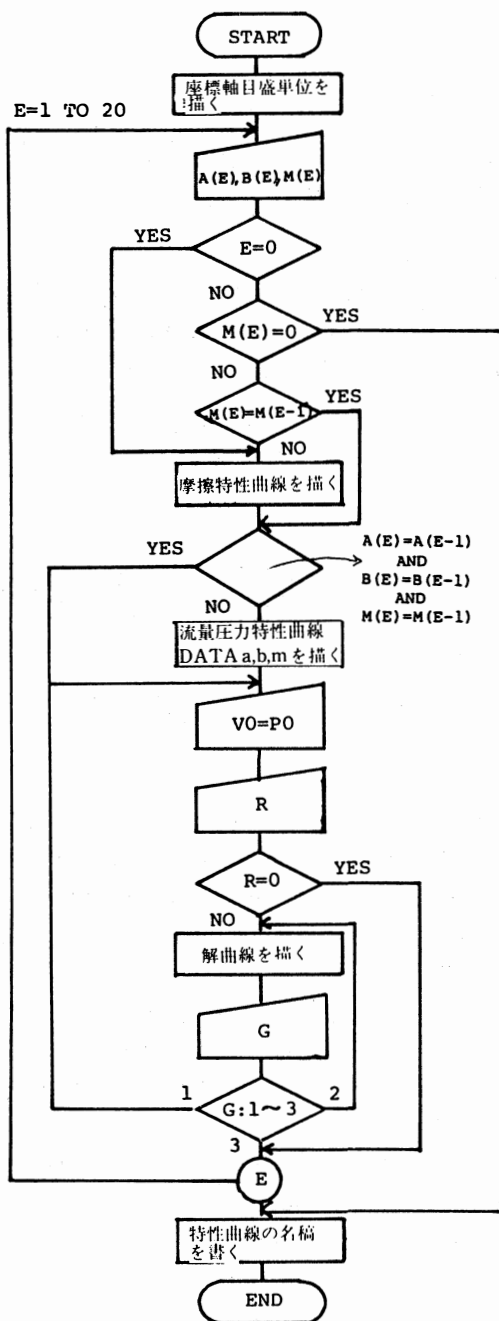 START
座標軸目盛単位を
描く
E=1 TO 20
A(E),B(E),M(E)
YES
E=0
NO
YES
M(E)=0
NO
YES
M(E)=M(E-1)
NO
摩擦特性曲線を描く
YES
A(E)=A(E-1)
AND
B(E)=B(E-1)
AND
M(E)=M(E-1)
NO
流量圧力特性曲線
DATA a,b,mを描く
V0=P0
R
YES
R=0
NO
解曲線を描く
G
1
2
G:1〜3
3
E
特性曲線の名稿
を書く
END